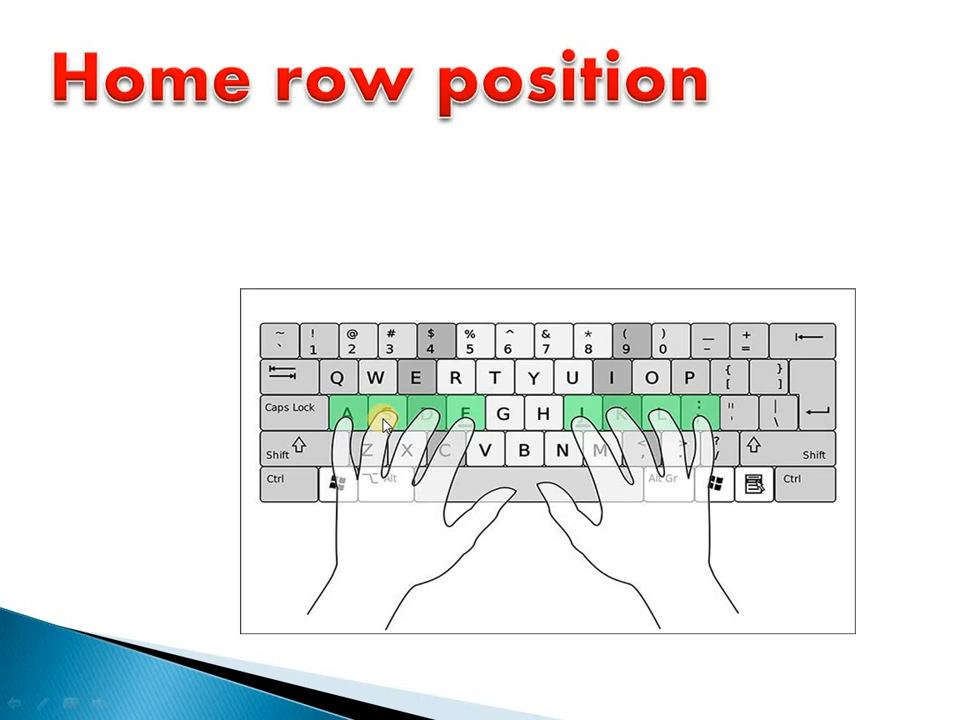 Home row position
~ ! @ # $ % ^ & * ( ) __ +
` 1 2 3 4 5 6 7 8 9 0 - =
Q W E R T Y U I O P { [ } ]
Caps Lock A S D F G H J K L : " ' | \
Shift Z X C V B N M < , > . ? / Shift
Ctrl Alt Alt Gr Ctrl